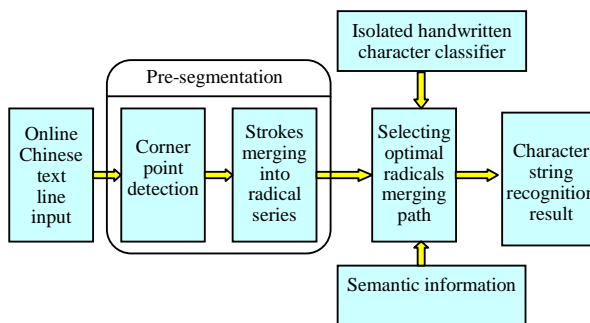 Isolated handwritten
character classifier
Pre-segmentation
Online
Chinese
text
line
input
Corner
point
detection
Strokes
merging
into
radical
series
Selecting
optimal
radicals
merging
path
Character
string
recognition
result
Semantic information